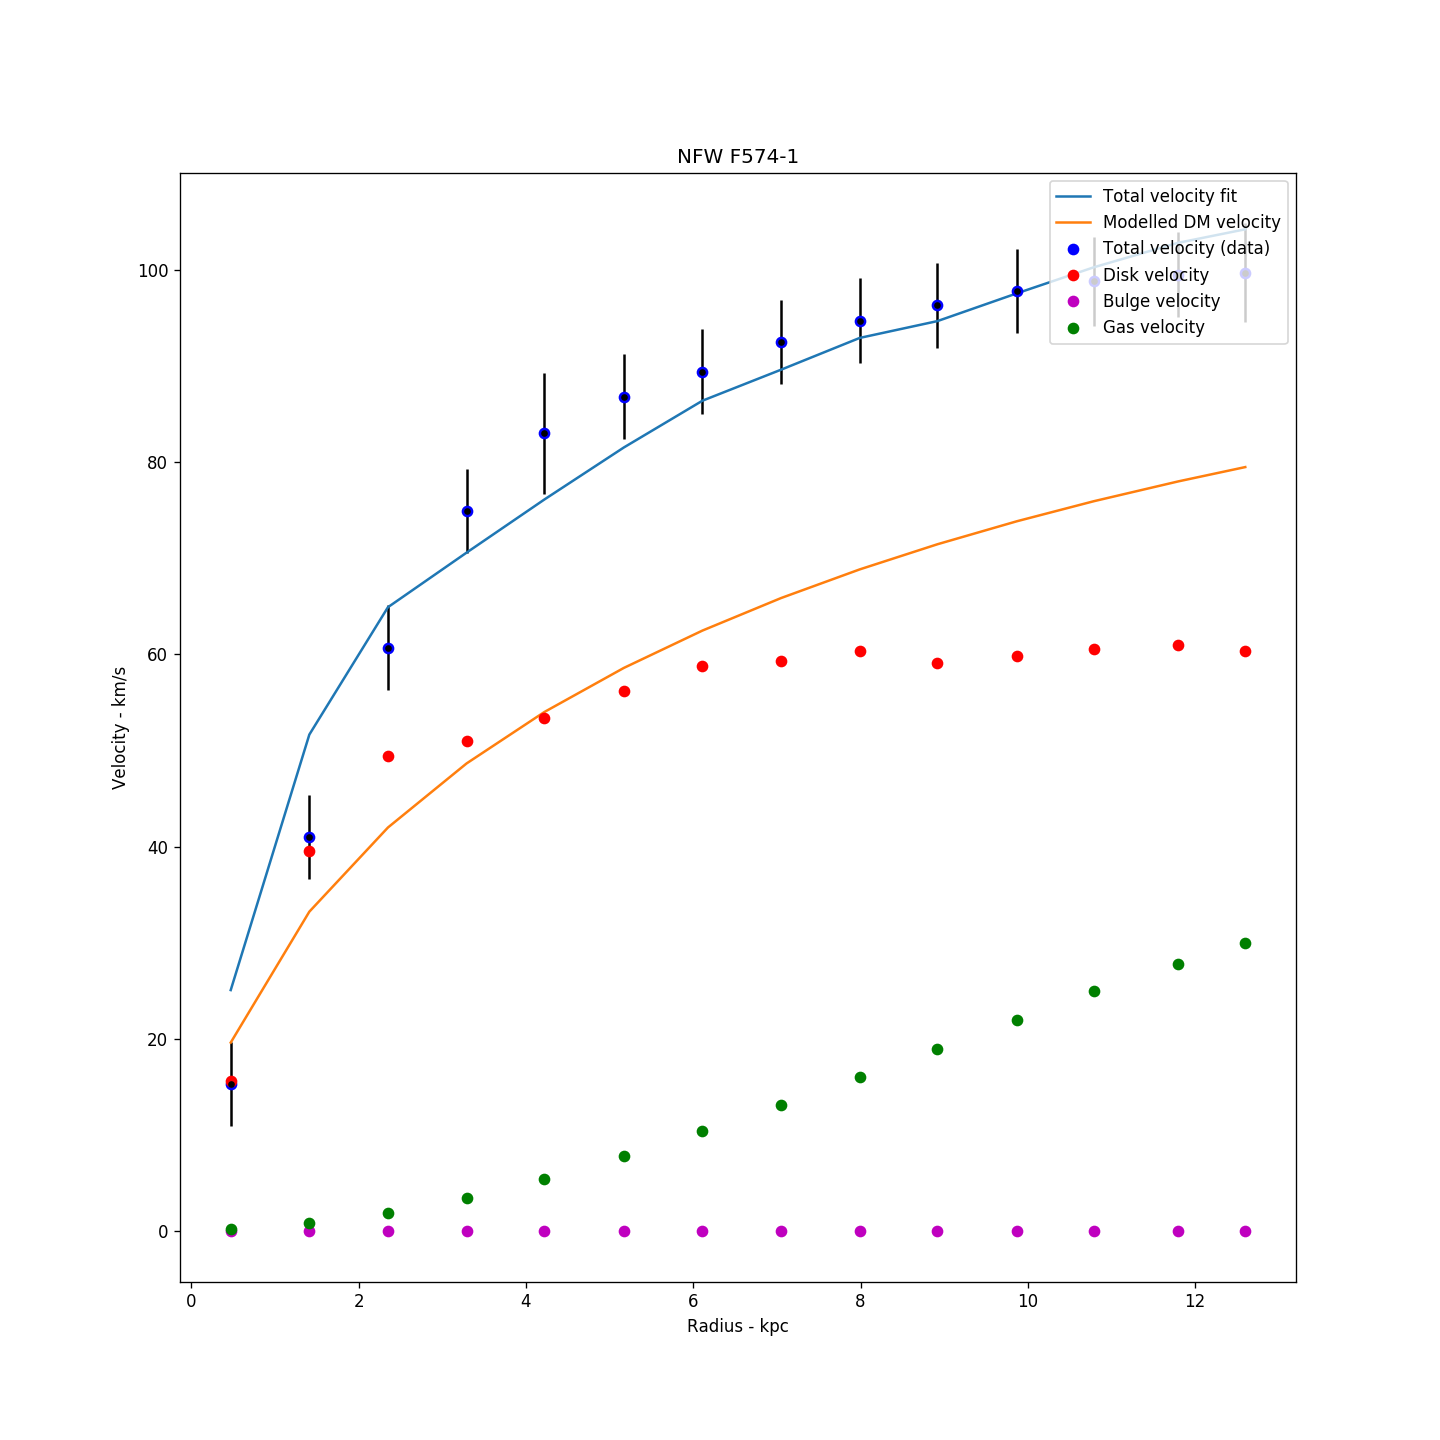 NFW F574-1
Total velocity fit
Modelled DM velocity
Total velocity (data)
Disk velocity
Bulge velocity
Gas velocity
100
80
60
40
20
0
Velocity - km/s
0 2 4 6 8 10 12
Radius - kpc